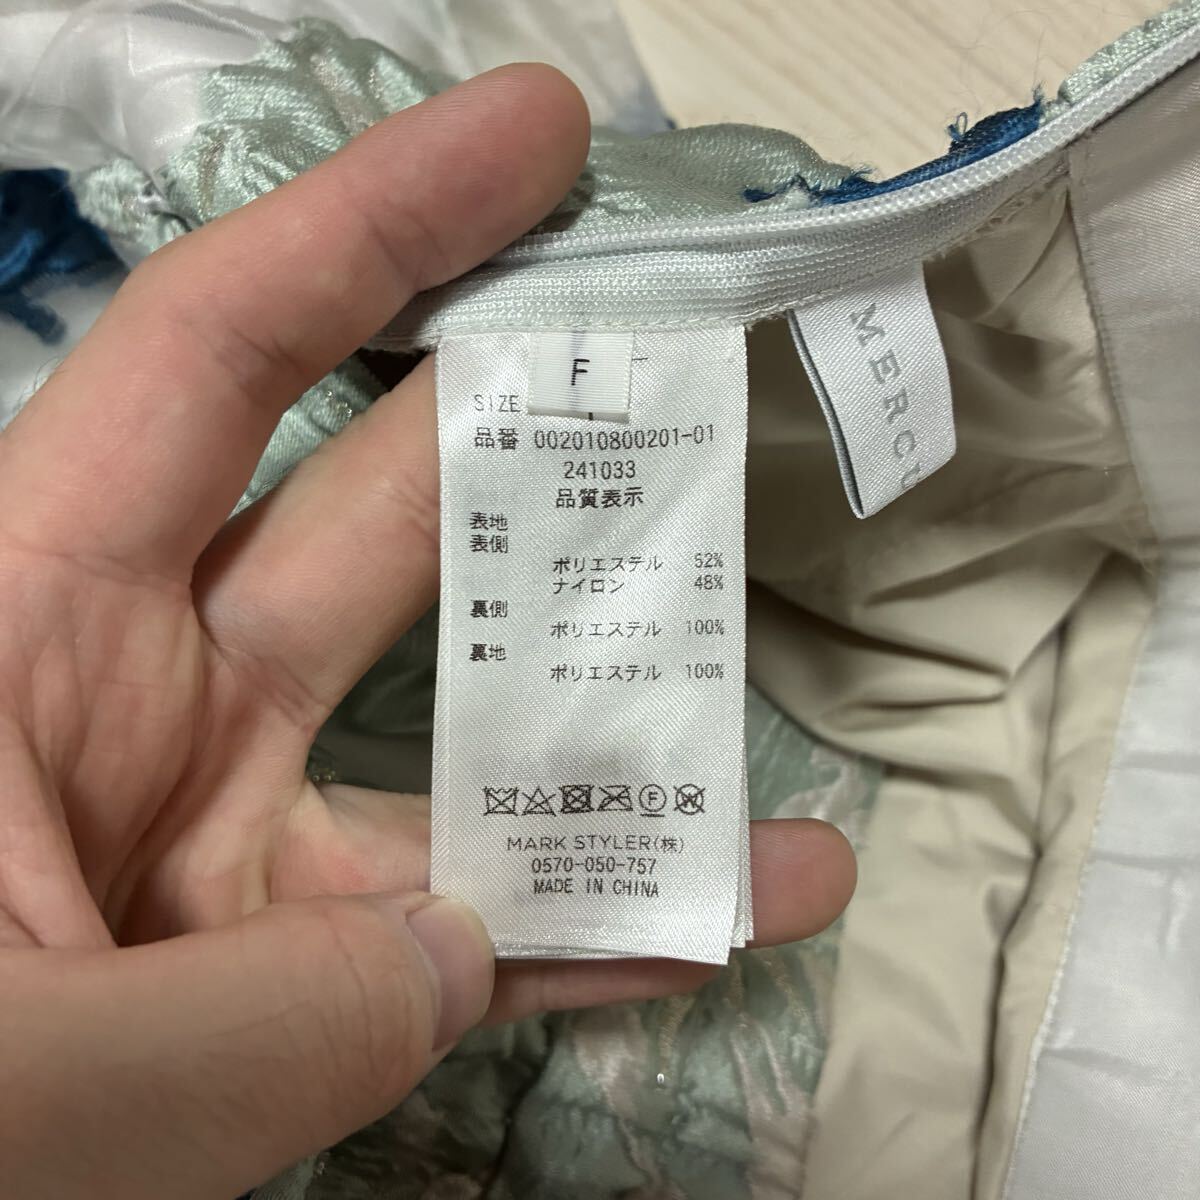 F
SIZE
品番 002010800201-01
241033
品質表示
表地
表側
ポリエステル 52%
ナイロン 48%
裏側
ポリエステル 100%
裏地
ポリエステル 100%
F W
MARK STYLER(株)
0570-050-757
MADE IN CHINA
MERCU